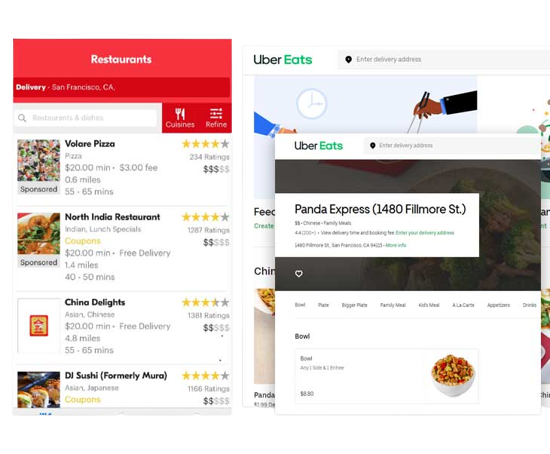 Restaurants
Delivery - San Francisco, CA,
Restaurants & dishes
Cuisines
Refine
Volare Pizza
Pizza
234 Ratings
$20.00 min · $3.00 fee
$$$$$
0.6 miles
Sponsored
55 - 65 mins
North India Restaurant
Indian, Lunch Specials
1287 Ratings
Coupons
$$$$$
$20.00 min · Free Delivery
1.4 miles
Sponsored
40 - 50 mins
China Delights
Asian, Chinese
1381 Ratings
$20.00 min · Free Delivery
$$$$$
4.8 miles
55 - 65 mins
DJ Sushi (Formerly Mura)
Asian, Japanese
1166 Ratings
Coupons
$$$$$
Uber Eats
Enter delivery address
Feed
Create
Chin
Panda
$1.99 De
Uber Eats
Enter delivery address
Panda Express (1480 Fillmore St.)
$$ • Chinese • Family Meals
4.4 (200+) • View delivery time and booking fee Enter your delivery address
1480 Fillmore St, San Francisco, CA 94115 • More info
Bowl
Plate
Bigger Plate
Family Meal
Kid's Meal
A La Carte
Appetizers
Drinks
Bowl
Bowl
Any 1 Side & 1 Entree
$8.80